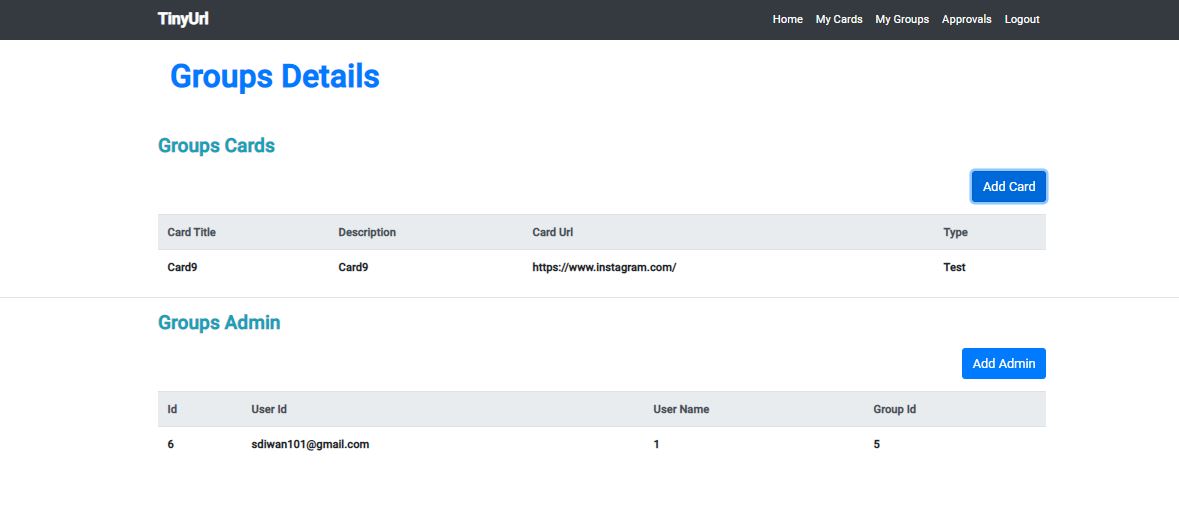 TinyUrl Home My Cards My Groups Approvals Logout
Groups Details
Groups Cards
Add Card
Card Title Description Card Url Type
Card9 Card9 https://www.instagram.com/ Test
Groups Admin
Add Admin
Id User Id User Name Group Id
6 sdiwan101@gmail.com 1 5